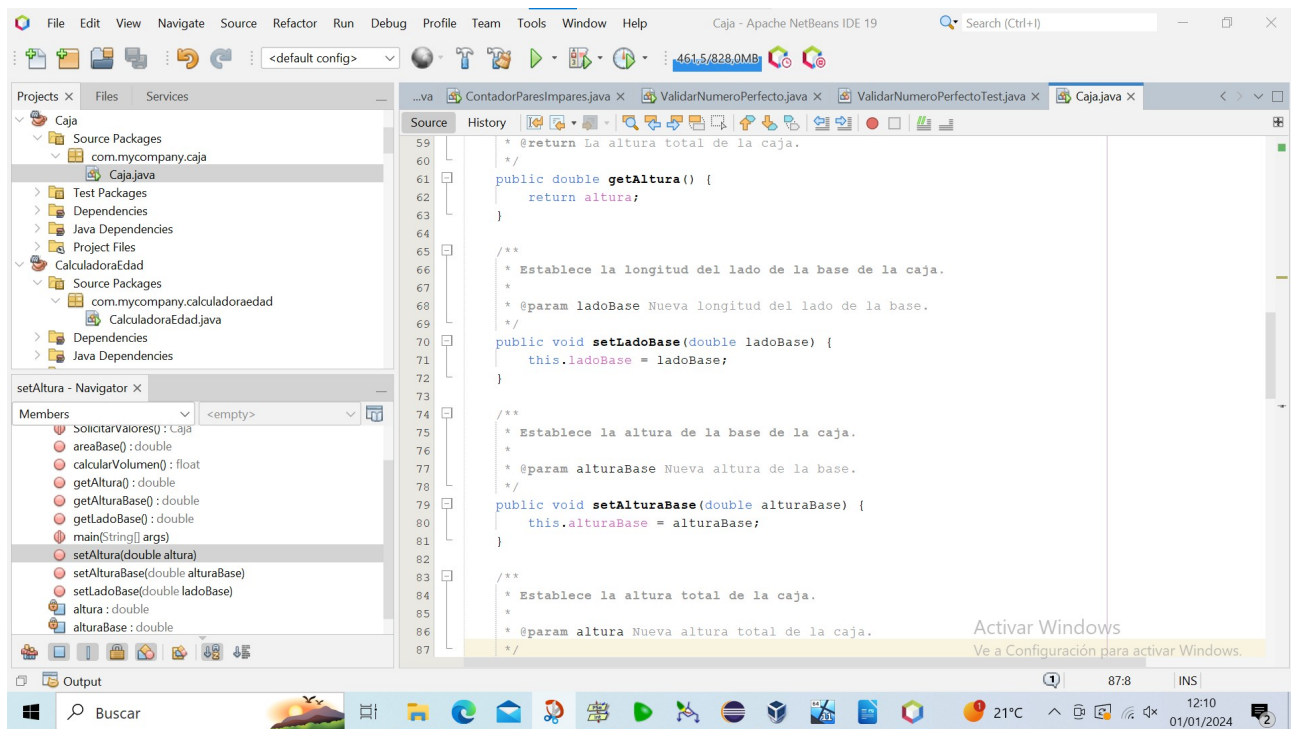 File Edit View Navigate Source Refactor Run Debug Profile Team Tools Window Help Caja - Apache NetBeans IDE 19 Search (Ctrl+I)
<default config> 461,5/828,0MB
Projects Files Services
Caja
Source Packages
com.mycompany.caja
Caja.java
Test Packages
Dependencies
Java Dependencies
Project Files
CalculadoraEdad
Source Packages
com.mycompany.calculadoraedad
CalculadoraEdad.java
Dependencies
Java Dependencies
setAltura - Navigator
Members <empty>
SolicitarValores() : Caja
areaBase() : double
calcularVolumen() : float
getAltura() : double
getAlturaBase() : double
getLadoBase() : double
main(String[] args)
setAltura(double altura)
setAlturaBase(double alturaBase)
setLadoBase(double ladoBase)
altura : double
alturaBase : double
...va ContadorParesImpares.java ValidarNumeroPerfecto.java ValidarNumeroPerfectoTest.java Caja.java
Source History
59 * @return La altura total de la caja.
60 */
61 public double getAltura() {
62 return altura;
63 }
64
65 /**
66 * Establece la longitud del lado de la base de la caja.
67 *
68 * @param ladoBase Nueva longitud del lado de la base.
69 */
70 public void setLadoBase(double ladoBase) {
71 this.ladoBase = ladoBase;
72 }
73
74 /**
75 * Establece la altura de la base de la caja.
76 *
77 * @param alturaBase Nueva altura de la base.
78 */
79 public void setAlturaBase(double alturaBase) {
80 this.alturaBase = alturaBase;
81 }
82
83 /**
84 * Establece la altura total de la caja.
85 *
86 * @param altura Nueva altura total de la caja.
87 */
Activar Windows
Ve a Configuración para activar Windows.
Output 1 87:8 INS
Buscar 64 11 1 21°C 12:10
01/01/2024 2